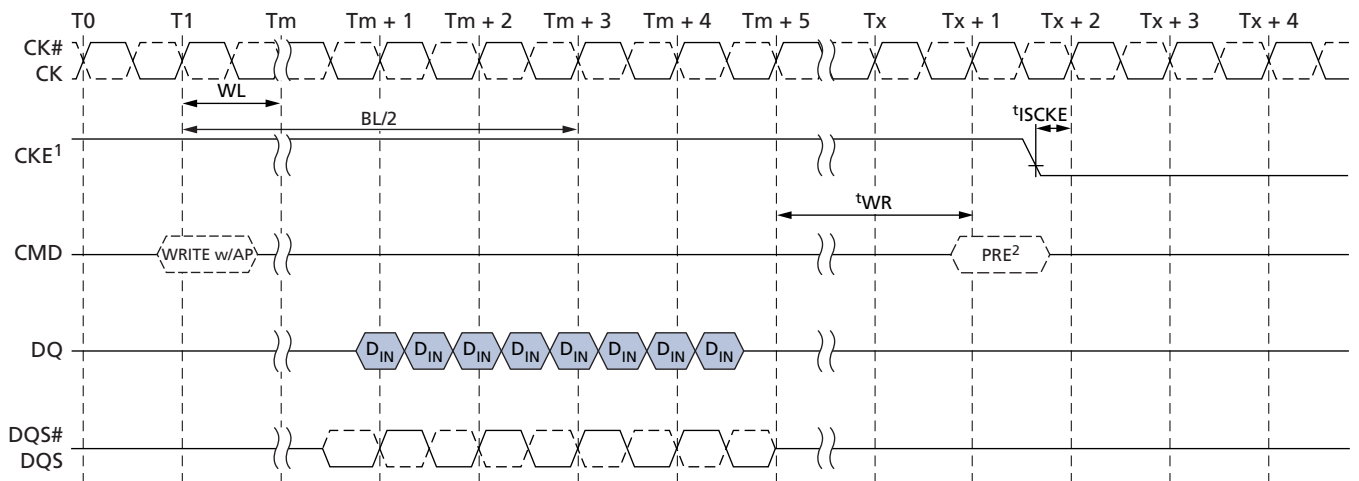 T0 T1 Tm Tm + 1 Tm + 2 Tm + 3 Tm + 4 Tm + 5 Tx Tx + 1 Tx + 2 Tx + 3 Tx + 4
CK#
CK
WL
BL/2
tISCKE
CKE1
tWR
CMD
WRITE w/AP
PRE2
DQ
DIN DIN DIN DIN DIN DIN DIN DIN
DQS#
DQS